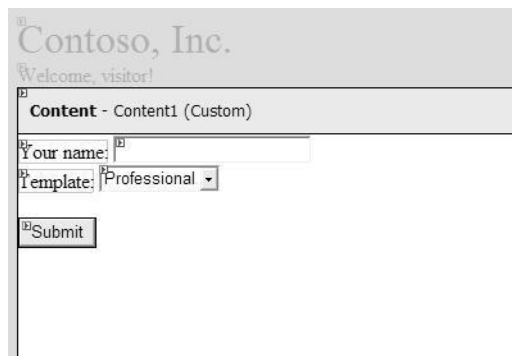 Contoso, Inc.
Welcome, visitor!
Content - Content1 (Custom)
Your name:
Template: Professional
Submit